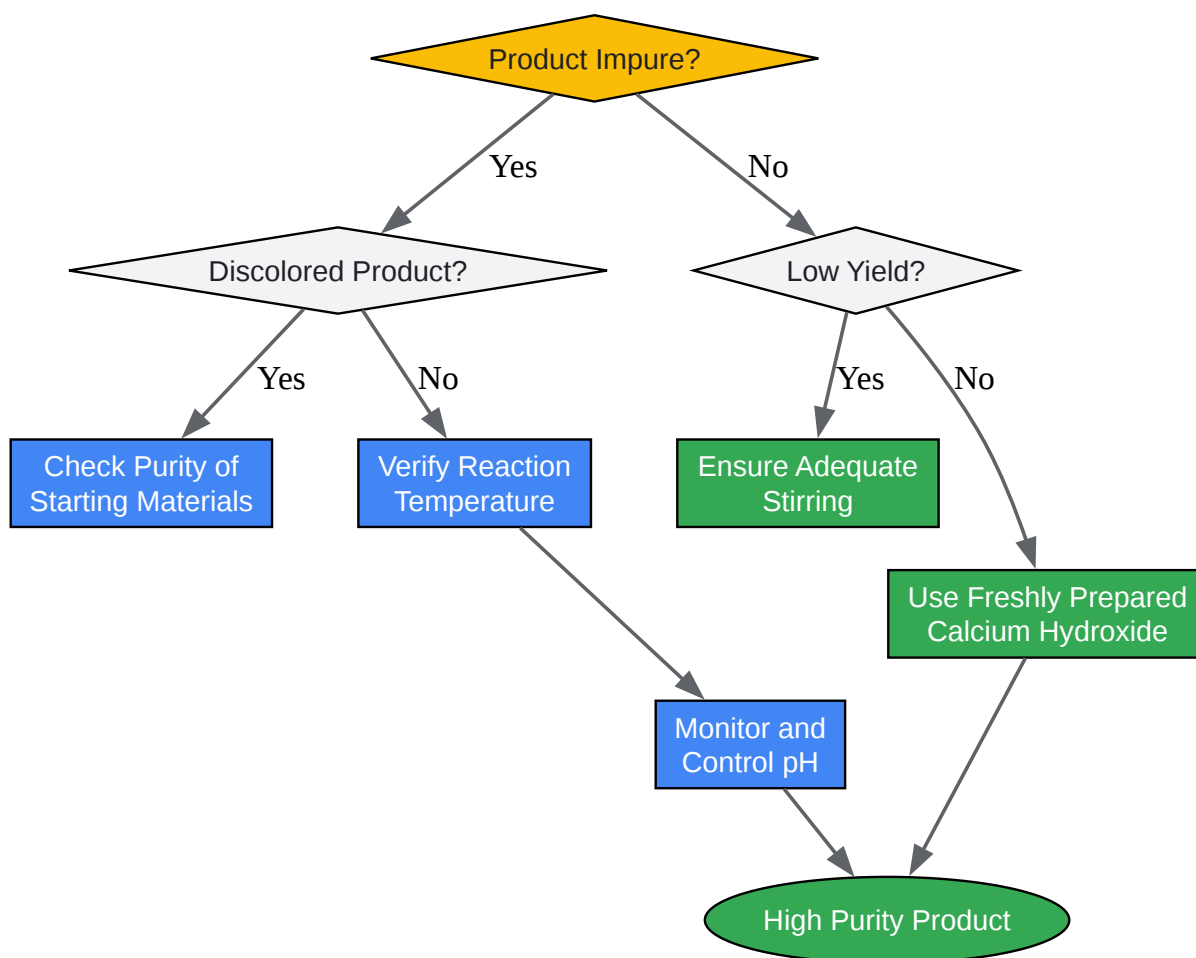 Product Impure?
Yes
No
Discolored Product?
Low Yield?
Yes
No
Yes
No
Check Purity of
Starting Materials
Verify Reaction
Temperature
Ensure Adequate
Stirring
Use Freshly Prepared
Calcium Hydroxide
Monitor and
Control pH
High Purity Product